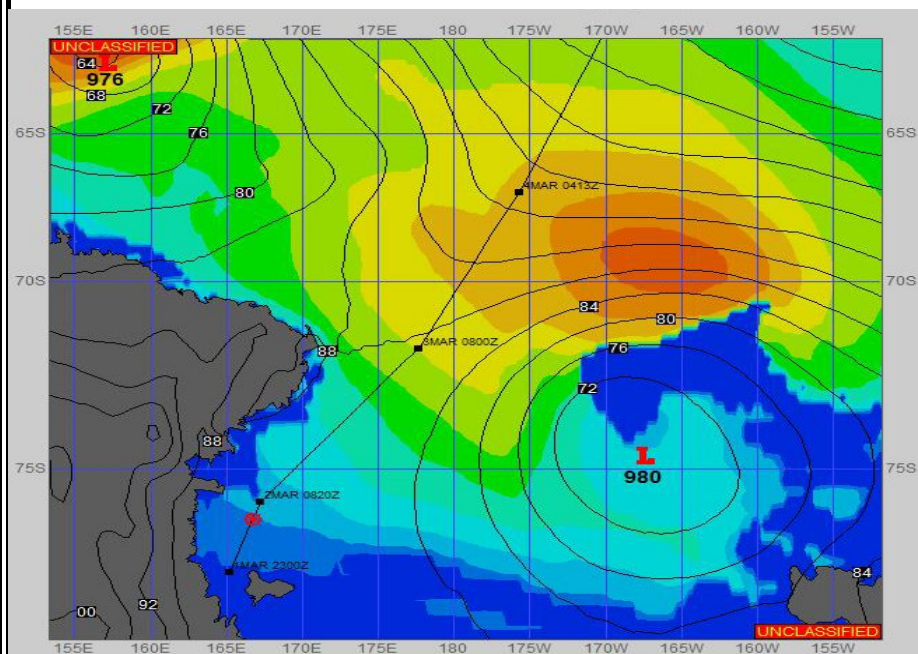 155E 160E 165E 170E 175E 180 175W 170W 165W 160W 155W
UNCLASSIFIED
64 L
976
68
72
76
65S 65S
4MAR 0413Z
80
70S 70S
84
80
3MAR 0800Z
88 76
72
88
75S 75S
L
980
2MAR 0820Z
1MAR 2300Z
84
92
00
UNCLASSIFIED
155E 160E 165E 170E 175E 180 175W 170W 165W 160W 155W